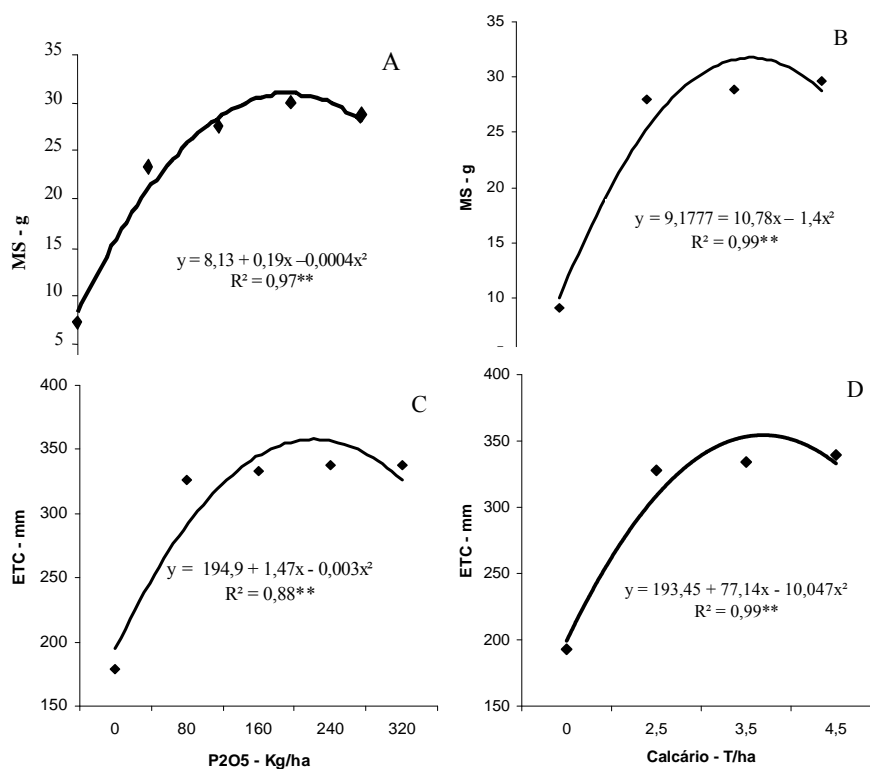 A
35
30
25
20
15
10
5
MS - g
y = 8,13 + 0,19x –0,0004x²
R² = 0,97**
B
35
30
25
20
15
10
MS - g
y = 9,1777 = 10,78x – 1,4x²
R² = 0,99**
C
400
350
300
250
200
150
ETC - mm
y = 194,9 + 1,47x - 0,003x²
R² = 0,88**
0 80 160 240 320
P2O5 - Kg/ha
D
400
350
300
250
200
150
ETC - mm
y = 193,45 + 77,14x - 10,047x²
R² = 0,99**
0 2,5 3,5 4,5
Calcário - T/ha